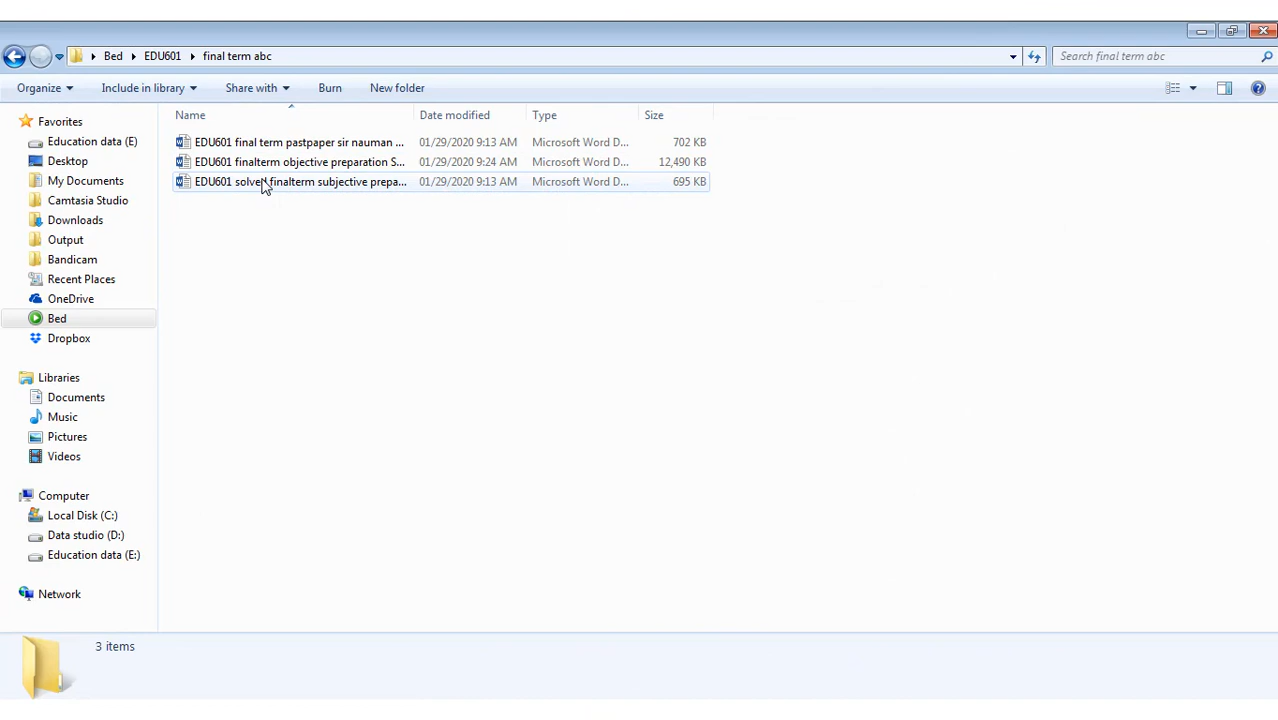 Bed EDU601 final term abc Search final term abc
Organize Include in library Share with Burn New folder
Name Date modified Type Size
Favorites
Education data (E)
Desktop
My Documents
Camtasia Studio
Downloads
Output
Bandicam
Recent Places
OneDrive
Bed
Dropbox
Libraries
Documents
Music
Pictures
Videos
Computer
Local Disk (C:)
Data studio (D:)
Education data (E:)
Network
EDU601 final term pastpaper sir nauman ... 01/29/2020 9:13 AM Microsoft Word D... 702 KB
EDU601 finalterm objective preparation S... 01/29/2020 9:24 AM Microsoft Word D... 12,490 KB
EDU601 solved finalterm subjective prepa... 01/29/2020 9:13 AM Microsoft Word D... 695 KB
3 items